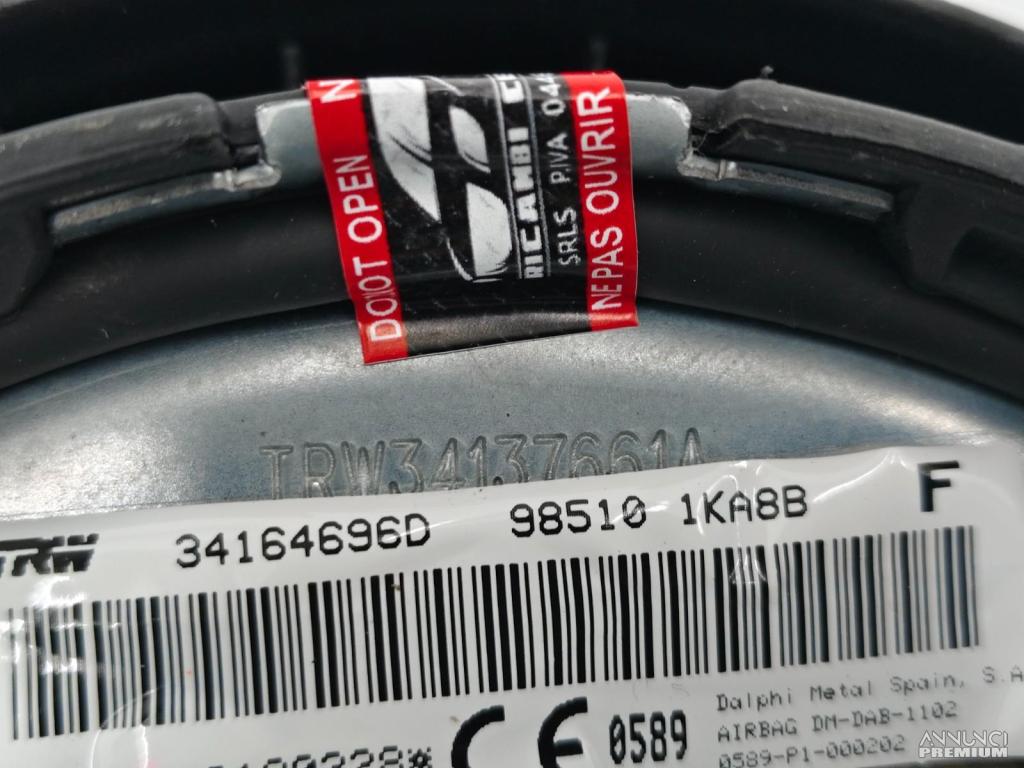 DO NOT OPEN
RICAMBI
SRLS P.IVA 04
NE PAS OUVRIR
TRW34137661A
TRW 34164696D 98510 1KA8B F
0589
Dalphi Metal Spain, S.A
AIRBAG DM-DAB-1102
0589-P1-000202
ANNUNCI
PREMIUM